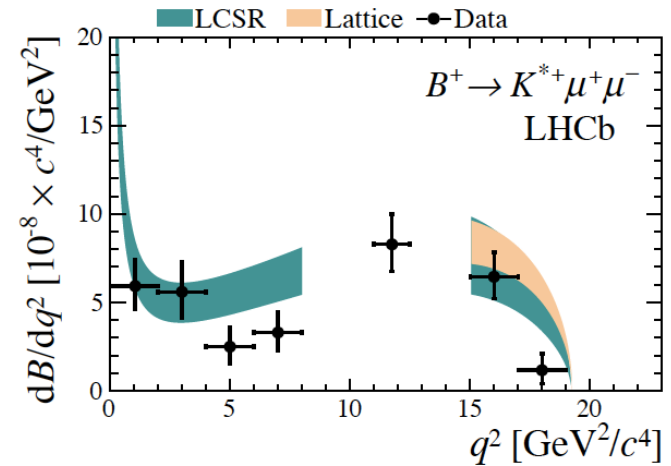 LCSR Lattice Data
B⁺ → K*⁺μ⁺μ⁻
LHCb
dB/dq² [10⁻⁸ × c⁴/GeV²]
20
15
10
5
0
0 5 10 15 20
q² [GeV²/c⁴]